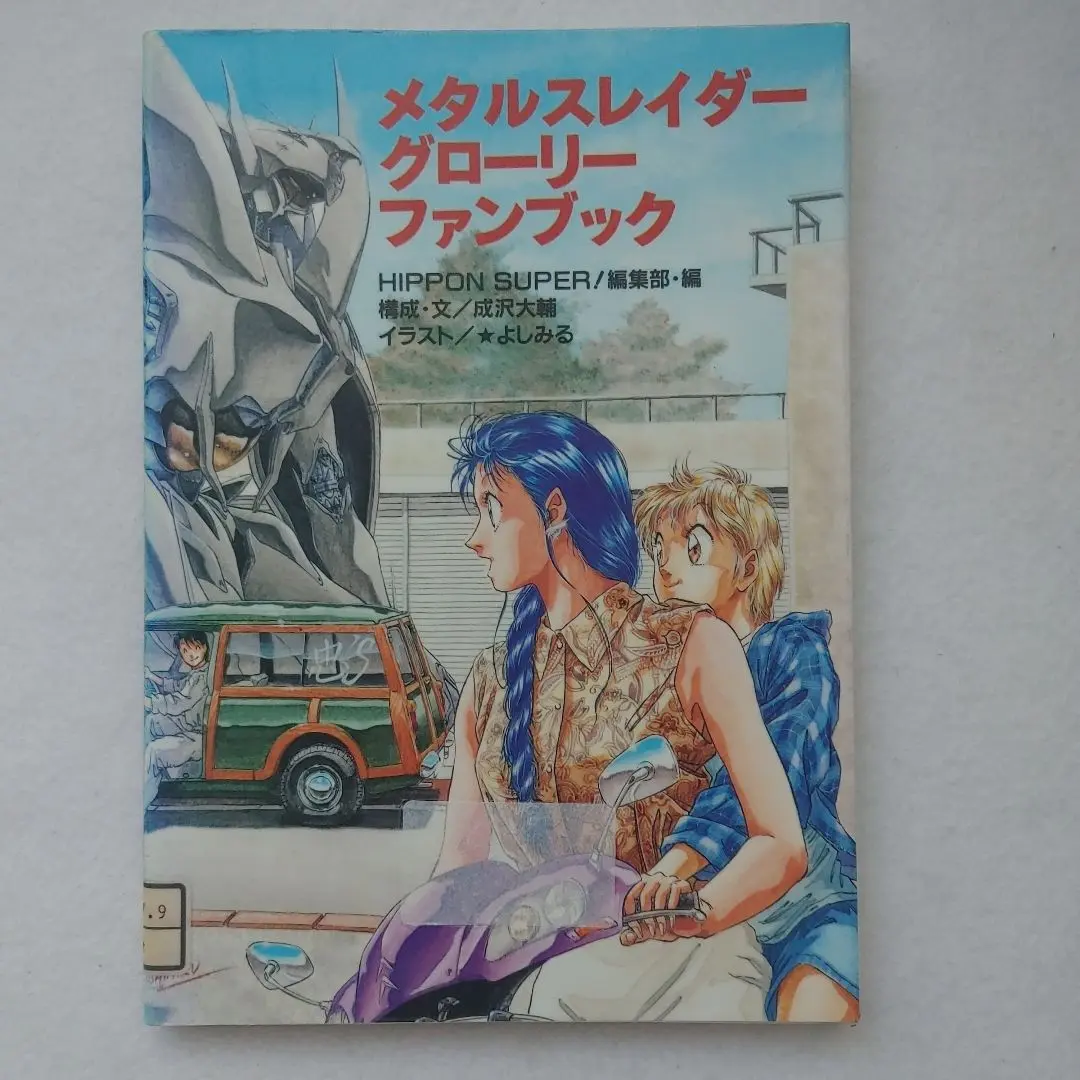 メタルスレイダー
グローリー
ファンブック
HIPPON SUPER!編集部・編
構成・文／成沢大輔
イラスト／★よしみる
.9